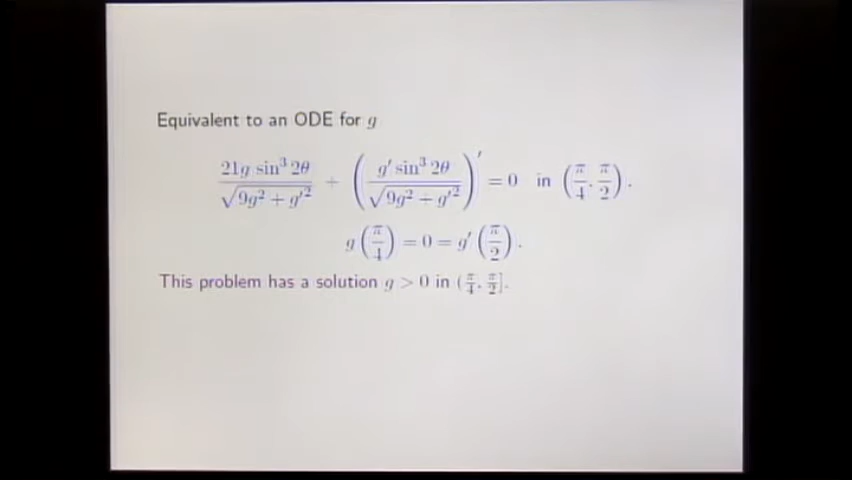 Equivalent to an ODE for g
21g sin³ 2θ / √(9g² + g′²) + (g′ sin³ 2θ / √(9g² + g′²))′ = 0 in (π/4, π/2).
g(π/4) = 0 = g′(π/2).
This problem has a solution g > 0 in (π/4, π/2].